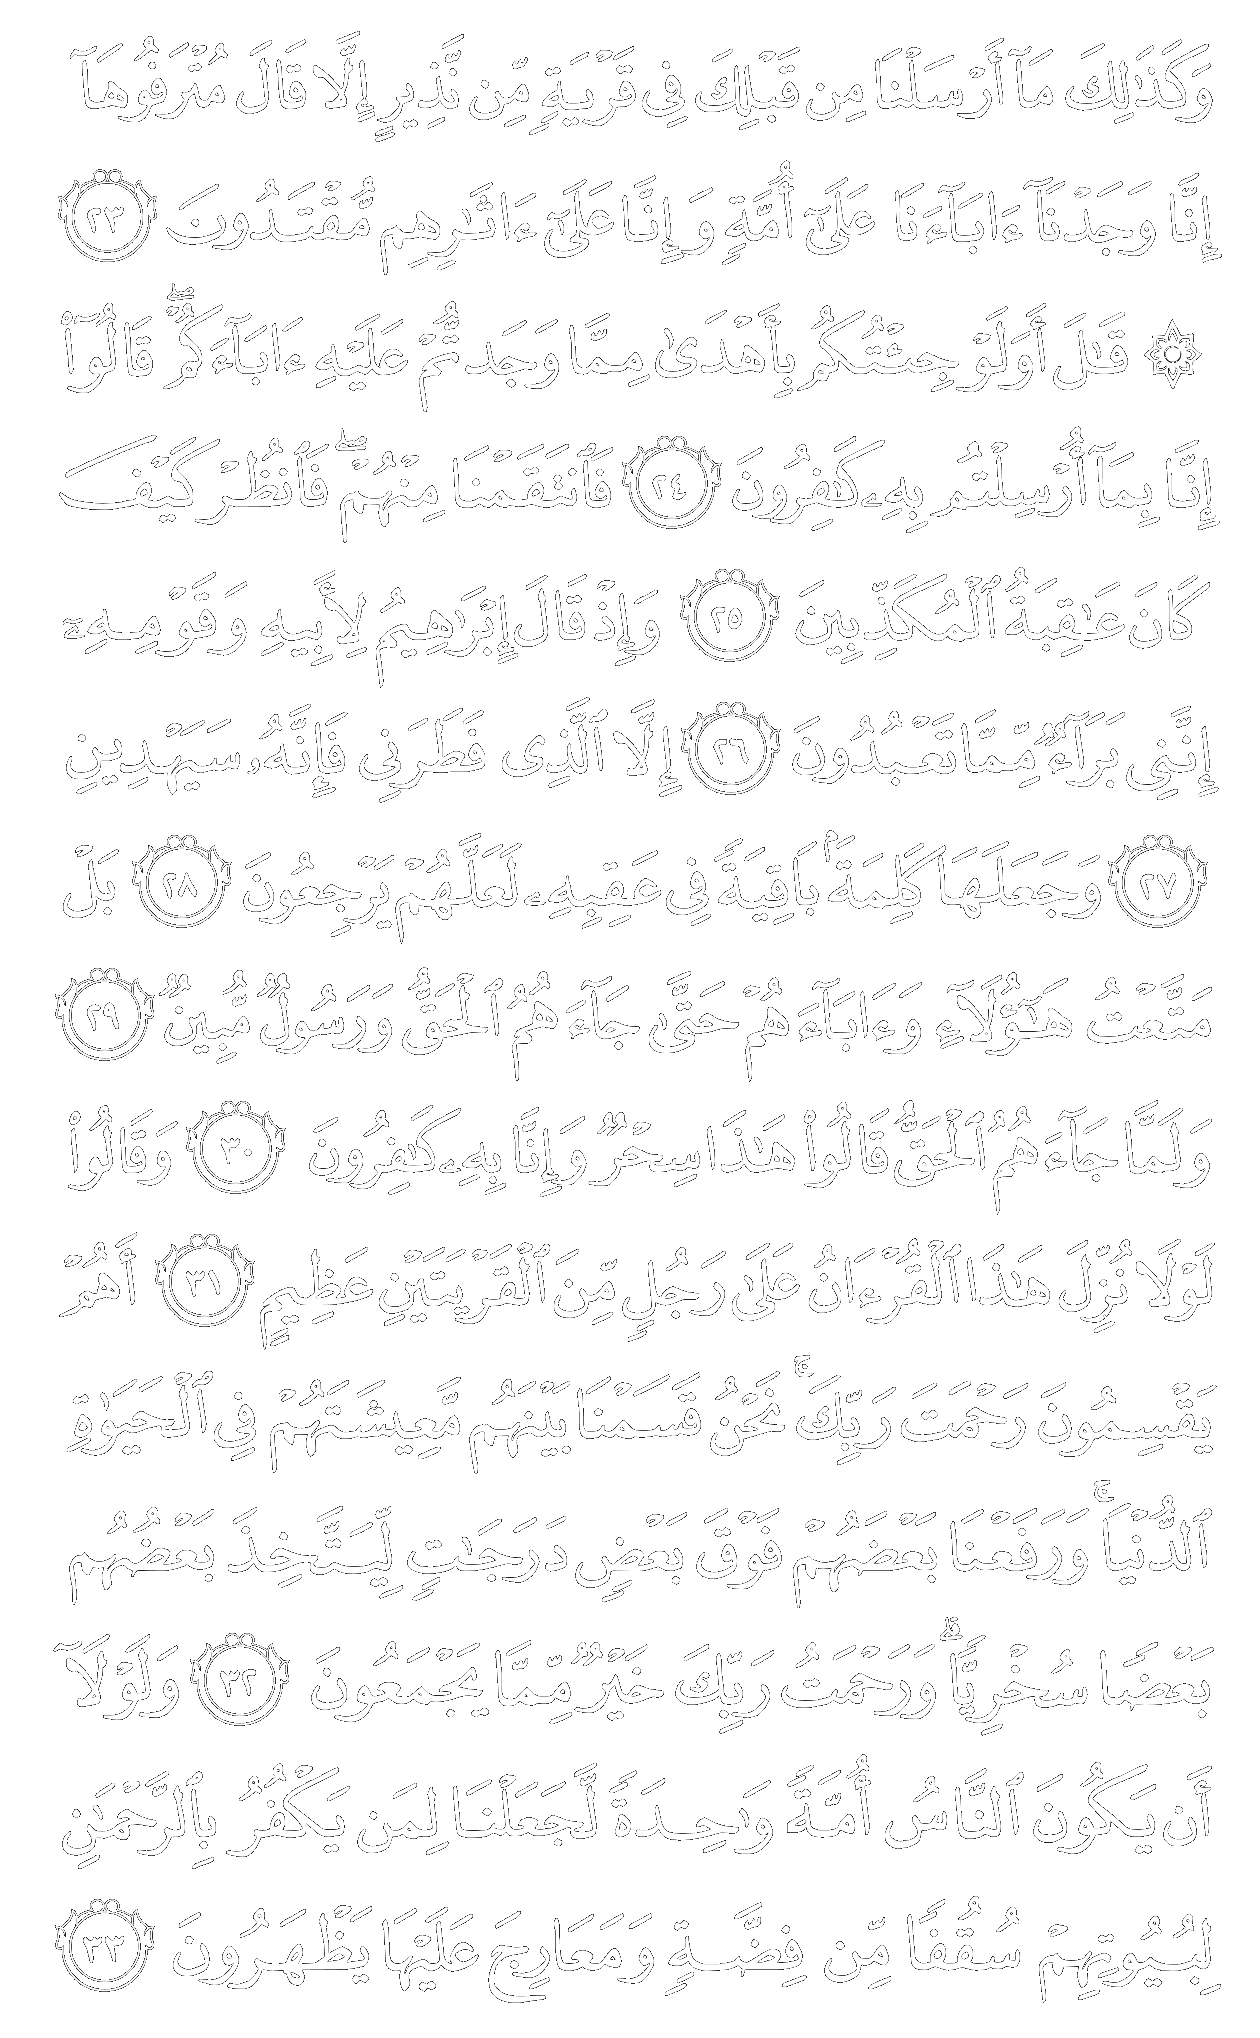 وَكَذَٰلِكَ مَآ أَرْسَلْنَا مِن قَبْلِكَ فِى قَرْيَةٍ مِّن نَّذِيرٍ إِلَّا قَالَ مُتْرَفُوهَآ
إِنَّا وَجَدْنَآ ءَابَآءَنَا عَلَىٰٓ أُمَّةٍ وَإِنَّا عَلَىٰٓ ءَاثَٰرِهِم مُّقْتَدُونَ ٢٣
۞ قَٰلَ أَوَلَوْ جِئْتُكُم بِأَهْدَىٰ مِمَّا وَجَدتُّمْ عَلَيْهِ ءَابَآءَكُمْ ۖ قَالُوٓا۟
إِنَّا بِمَآ أُرْسِلْتُم بِهِۦ كَٰفِرُونَ ٢٤ فَٱنتَقَمْنَا مِنْهُمْ ۖ فَٱنظُرْ كَيْفَ
كَانَ عَٰقِبَةُ ٱلْمُكَذِّبِينَ ٢٥ وَإِذْ قَالَ إِبْرَٰهِيمُ لِأَبِيهِ وَقَوْمِهِۦٓ
إِنَّنِى بَرَآءٌ مِّمَّا تَعْبُدُونَ ٢٦ إِلَّا ٱلَّذِى فَطَرَنِى فَإِنَّهُۥ سَيَهْدِينِ
٢٧ وَجَعَلَهَا كَلِمَةًۢ بَاقِيَةً فِى عَقِبِهِۦ لَعَلَّهُمْ يَرْجِعُونَ ٢٨ بَلْ
مَتَّعْتُ هَٰٓؤُلَآءِ وَءَابَآءَهُمْ حَتَّىٰ جَآءَهُمُ ٱلْحَقُّ وَرَسُولٌ مُّبِينٌ ٢٩
وَلَمَّا جَآءَهُمُ ٱلْحَقُّ قَالُوا۟ هَٰذَا سِحْرٌ وَإِنَّا بِهِۦ كَٰفِرُونَ ٣٠ وَقَالُوا۟
لَوْلَا نُزِّلَ هَٰذَا ٱلْقُرْءَانُ عَلَىٰ رَجُلٍ مِّنَ ٱلْقَرْيَتَيْنِ عَظِيمٍ ٣١ أَهُمْ
يَقْسِمُونَ رَحْمَتَ رَبِّكَ ۚ نَحْنُ قَسَمْنَا بَيْنَهُم مَّعِيشَتَهُمْ فِى ٱلْحَيَوٰةِ
ٱلدُّنْيَا ۚ وَرَفَعْنَا بَعْضَهُمْ فَوْقَ بَعْضٍ دَرَجَٰتٍ لِّيَتَّخِذَ بَعْضُهُم
بَعْضًا سُخْرِيًّا ۗ وَرَحْمَتُ رَبِّكَ خَيْرٌ مِّمَّا يَجْمَعُونَ ٣٢ وَلَوْلَآ
أَن يَكُونَ ٱلنَّاسُ أُمَّةً وَٰحِدَةً لَّجَعَلْنَا لِمَن يَكْفُرُ بِٱلرَّحْمَٰنِ
لِبُيُوتِهِمْ سُقُفًا مِّن فِضَّةٍ وَمَعَارِجَ عَلَيْهَا يَظْهَرُونَ ٣٣